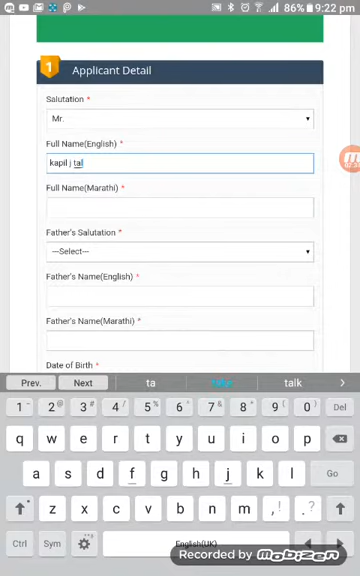 86% 9:22 pm
1 Applicant Detail
Salutation *
Mr.
Full Name(English) *
kapil j tal
Full Name(Marathi) *
Father's Salutation *
---Select---
Father's Name(English) *
Father's Name(Marathi) *
Date of Birth *
Prev. Next ta talk
1 - 2 @ 3 # 4 / 5 % 6 ^ 7 & 8 * 9 ( 0 ) Del
q w e r t y u i o p
a s d f g h j k l Go
z x c v b n m , ! . ?
Ctrl Sym English(UK)
Recorded by mobizen